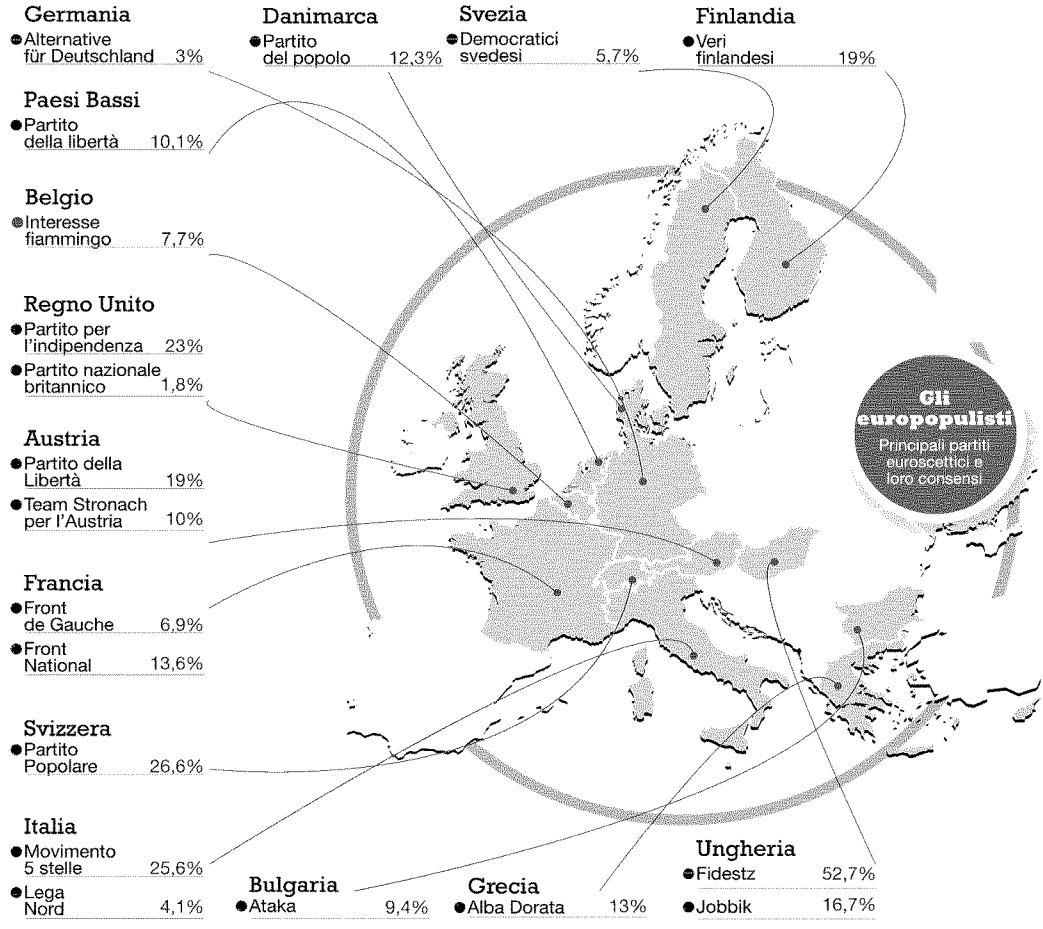 Germania
Alternative
für Deutschland 3%
Danimarca
Partito
del popolo 12,3%
Svezia
Democratici
svedesi 5,7%
Finlandia
Veri
finlandesi 19%
Paesi Bassi
Partito
della libertà 10,1%
Belgio
Interesse
fiammingo 7,7%
Regno Unito
Partito per
l'indipendenza 23%
Partito nazionale
britannico 1,8%
Austria
Partito della
Libertà 19%
Team Stronach
per l'Austria 10%
Francia
Front
de Gauche 6,9%
Front
National 13,6%
Svizzera
Partito
Popolare 26,6%
Italia
Movimento
5 stelle 25,6%
Lega
Nord 4,1%
Bulgaria
Ataka 9,4%
Grecia
Alba Dorata 13%
Ungheria
Fidestz 52,7%
Jobbik 16,7%
Gli
europopulisti
Principali partiti
euroscettici e
loro consensi